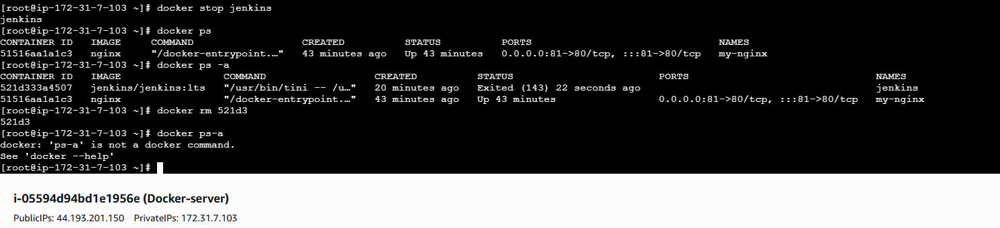 [root@ip-172-31-7-103 ~]# docker stop jenkins
jenkins
[root@ip-172-31-7-103 ~]# docker ps
CONTAINER ID   IMAGE     COMMAND                  CREATED          STATUS          PORTS                               NAMES
51516aa1a1c3   nginx     "/docker-entrypoint.…"   43 minutes ago   Up 43 minutes   0.0.0.0:81->80/tcp, :::81->80/tcp   my-nginx
[root@ip-172-31-7-103 ~]# docker ps -a
CONTAINER ID   IMAGE                 COMMAND                  CREATED          STATUS                        PORTS                               NAMES
521d333a4507   jenkins/jenkins:lts   "/usr/bin/tini -- /u…"   20 minutes ago   Exited (143) 22 seconds ago                                       jenkins
51516aa1a1c3   nginx                 "/docker-entrypoint.…"   43 minutes ago   Up 43 minutes                 0.0.0.0:81->80/tcp, :::81->80/tcp   my-nginx
[root@ip-172-31-7-103 ~]# docker rm 521d3
521d3
[root@ip-172-31-7-103 ~]# docker ps-a
docker: 'ps-a' is not a docker command.
See 'docker --help'
[root@ip-172-31-7-103 ~]#
i-05594d94bd1e1956e (Docker-server)
PublicIPs: 44.193.201.150 PrivateIPs: 172.31.7.103